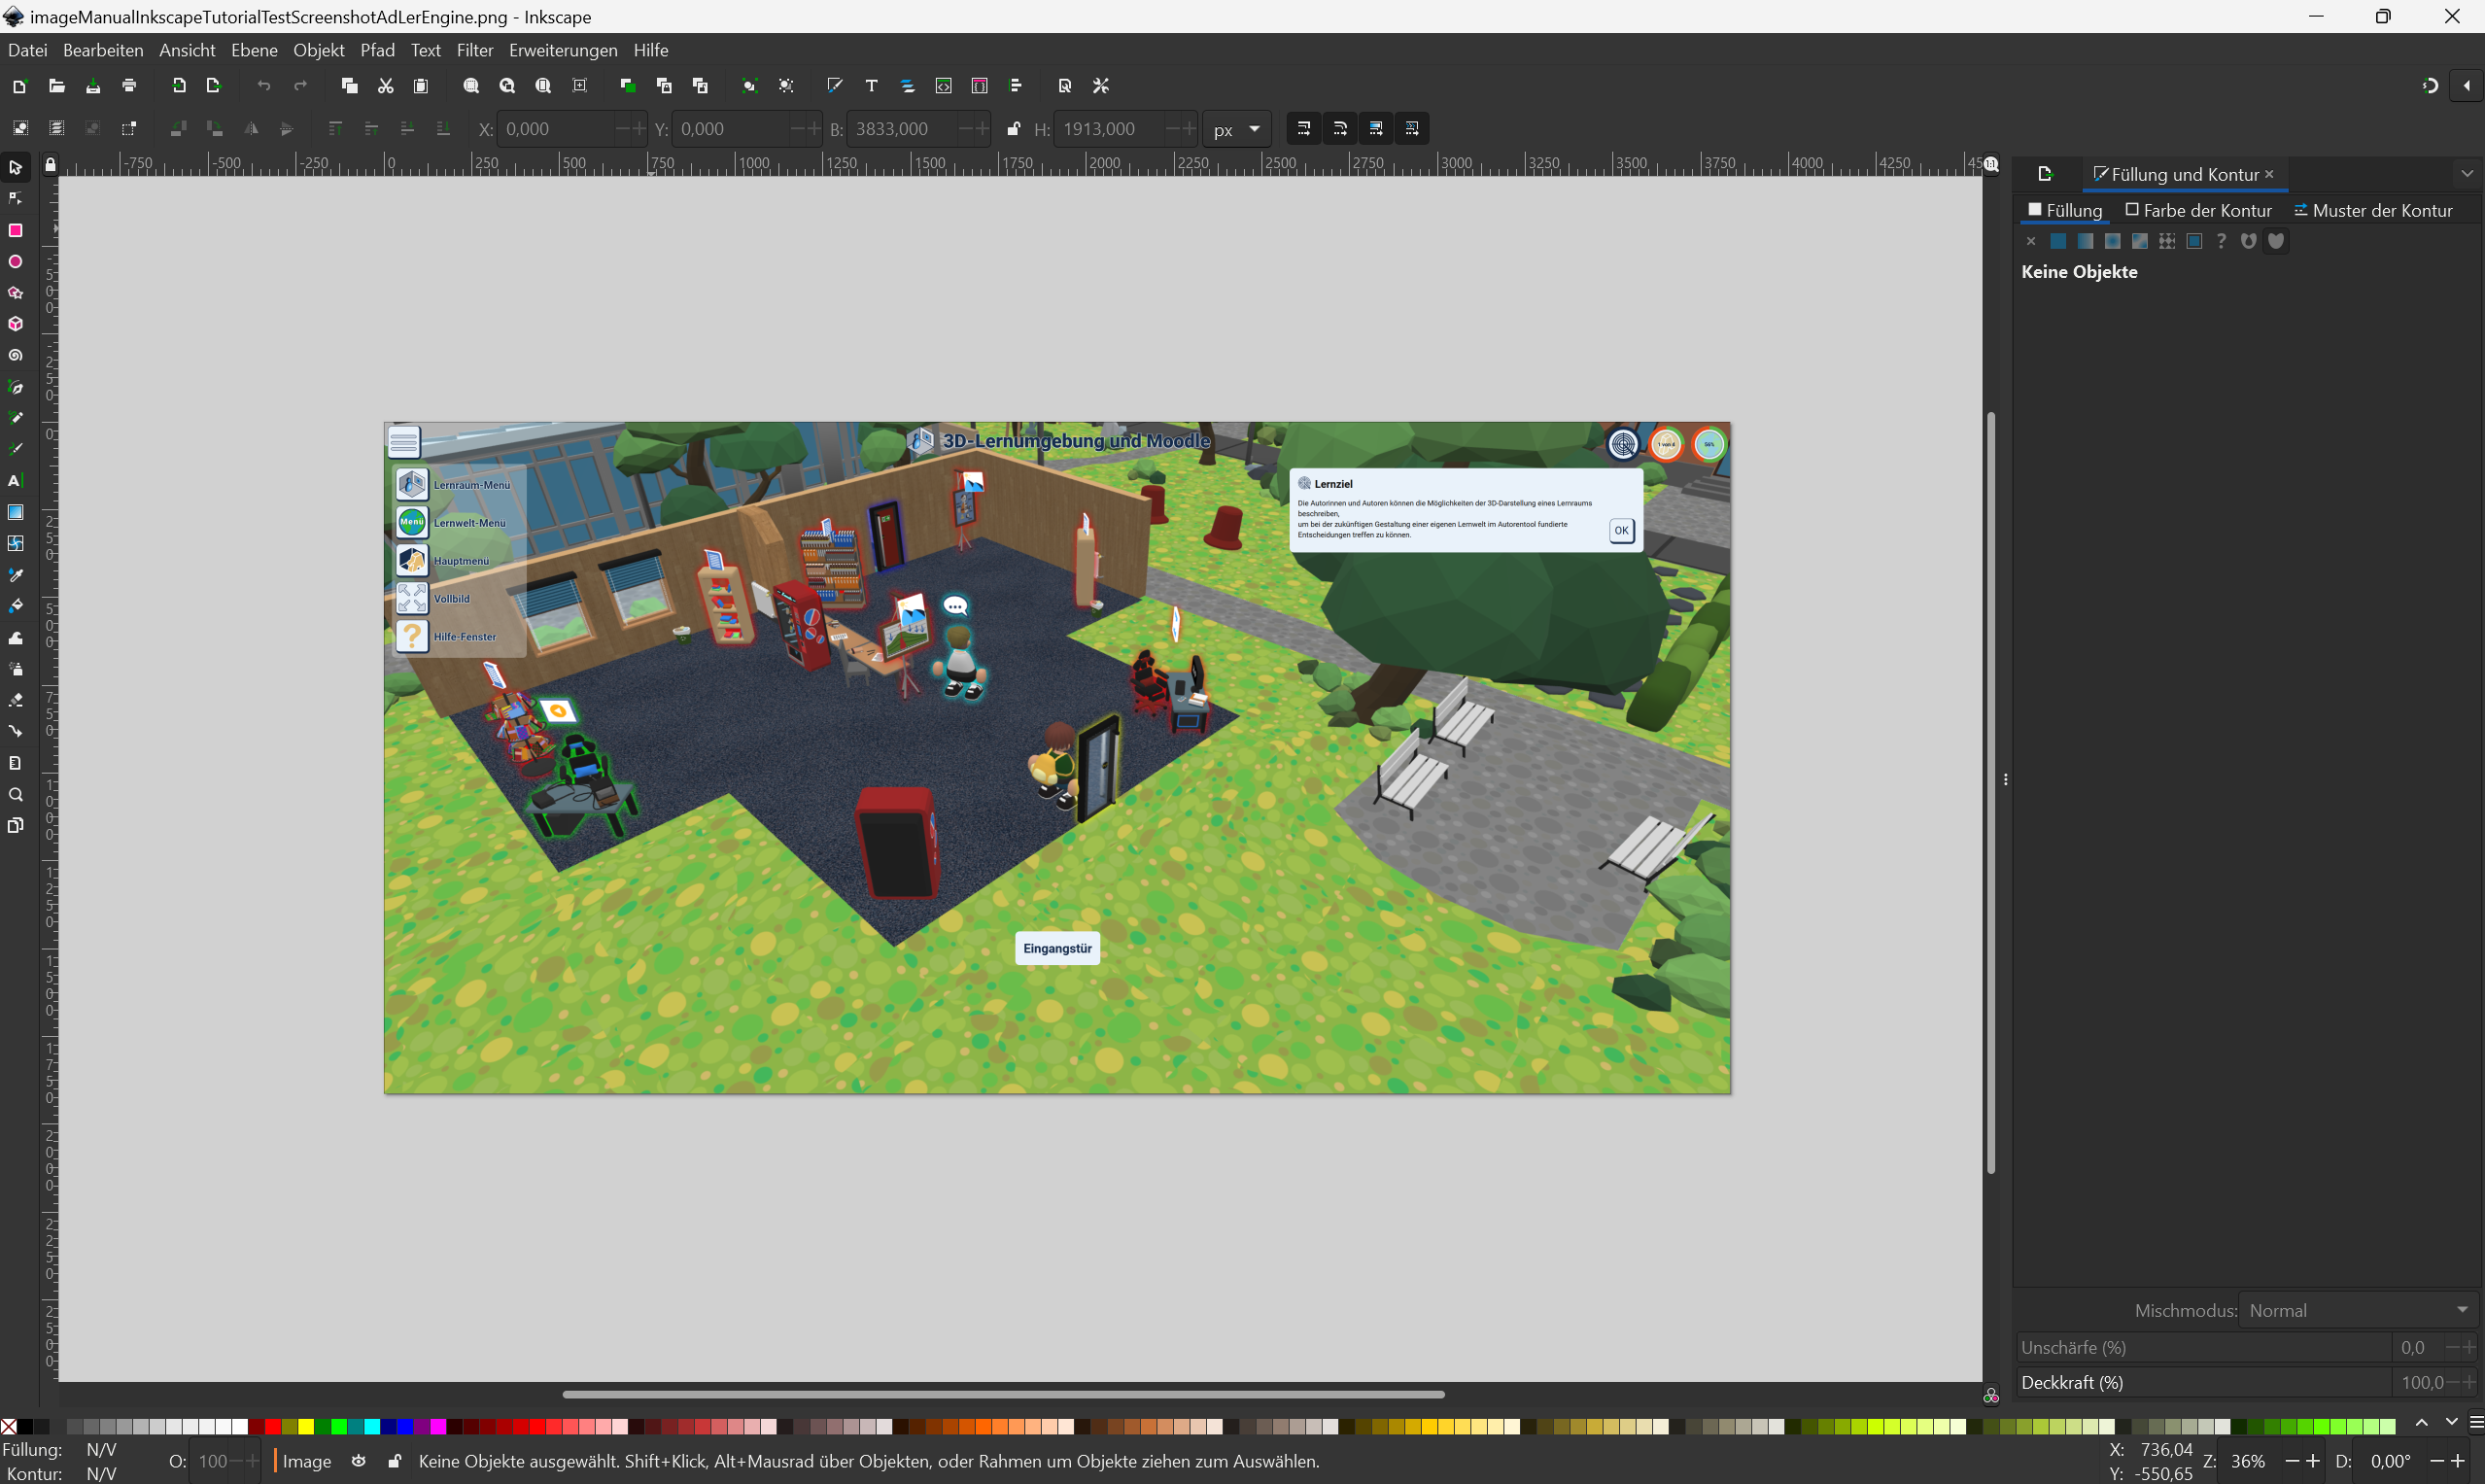 imageManualInkscapeTutorialTestScreenshotAdLerEngine.png - Inkscape
Datei Bearbeiten Ansicht Ebene Objekt Pfad Text Filter Erweiterungen Hilfe
X: 0,000 Y: 0,000 B: 3833,000 H: 1913,000 px
-750 -500 -250 0 250 500 750 1000 1250 1500 1750 2000 2250 2500 2750 3000 3250 3500 3750 4000 4250
Füllung und Kontur
Füllung Farbe der Kontur Muster der Kontur
Keine Objekte
3D-Lernumgebung und Moodle
1 von 4
56%
Lernraum-Menü
Menü
Lernwelt-Menü
Hauptmenü
Vollbild
Hilfe-Fenster
Lernziel
Die Autorinnen und Autoren können die Möglichkeiten der 3D-Darstellung eines Lernraums
beschreiben,
um bei der zukünftigen Gestaltung einer eigenen Lernwelt im Autorentool fundierte
Entscheidungen treffen zu können.
OK
Eingangstür
Mischmodus: Normal
Unschärfe (%) 0,0
Deckkraft (%) 100,0
Füllung: N/V
Kontur: N/V
O: 100
Image
Keine Objekte ausgewählt. Shift+Klick, Alt+Mausrad über Objekten, oder Rahmen um Objekte ziehen zum Auswählen.
X: 736,04
Y: -550,65
Z: 36%
D: 0,00°